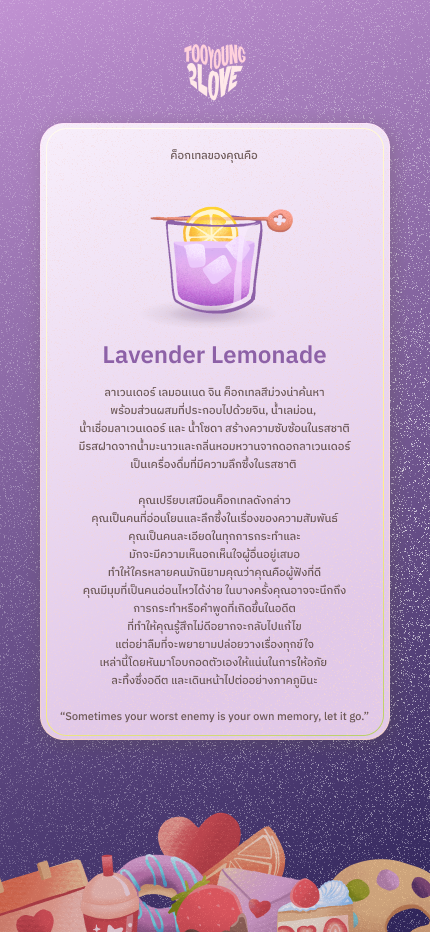 TOO YOUNG
2LOVE
ค็อกเทลของคุณคือ
Lavender Lemonade
ลาเวนเดอร์ เลมอนเนด จิน ค็อกเทลสีม่วงน่าค้นหา
พร้อมส่วนผสมที่ประกอบไปด้วยจิน, น้ำเลม่อน,
น้ำเชื่อมลาเวนเดอร์ และ น้ำโซดา สร้างความซับซ้อนในรสชาติ
มีรสฝาดจากน้ำมะนาวและกลิ่นหอมหวานจากดอกลาเวนเดอร์
เป็นเครื่องดื่มที่มีความลึกซึ้งในรสชาติ
คุณเปรียบเสมือนค็อกเทลดังกล่าว
คุณเป็นคนที่อ่อนโยนและลึกซึ้งในเรื่องของความสัมพันธ์
คุณเป็นคนละเอียดในทุกการกระทำและ
มักจะมีความเห็นอกเห็นใจผู้อื่นอยู่เสมอ
ทำให้ใครหลายคนมักนิยามคุณว่าคุณคือผู้ฟังที่ดี
คุณมีมุมที่เป็นคนอ่อนไหวได้ง่าย ในบางครั้งคุณอาจจะนึกถึง
การกระทำหรือคำพูดที่เกิดขึ้นในอดีต
ที่ทำให้คุณรู้สึกไม่ดีอยากจะกลับไปแก้ไข
แต่อย่าลืมที่จะพยายามปล่อยวางเรื่องทุกข์ใจ
เหล่านี้โดยหันมาโอบกอดตัวเองให้แน่นในการให้อภัย
ละทิ้งซึ่งอดีต และเดินหน้าไปต่ออย่างภาคภูมินะ
“Sometimes your worst enemy is your own memory, let it go.”